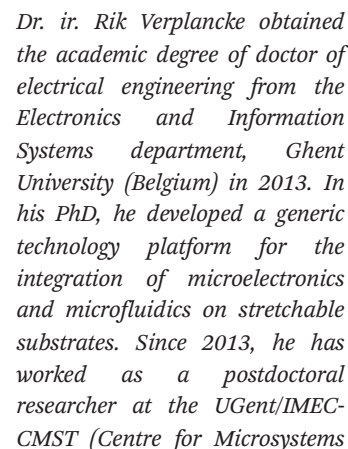 Dr. ir. Rik Verplancke obtained
the academic degree of doctor of
electrical engineering from the
Electronics and Information
Systems department, Ghent
University (Belgium) in 2013. In
his PhD, he developed a generic
technology platform for the
integration of microelectronics
and microfluidics on stretchable
substrates. Since 2013, he has
worked as a postdoctoral
researcher at the UGent/IMEC-
CMST (Centre for Microsystems